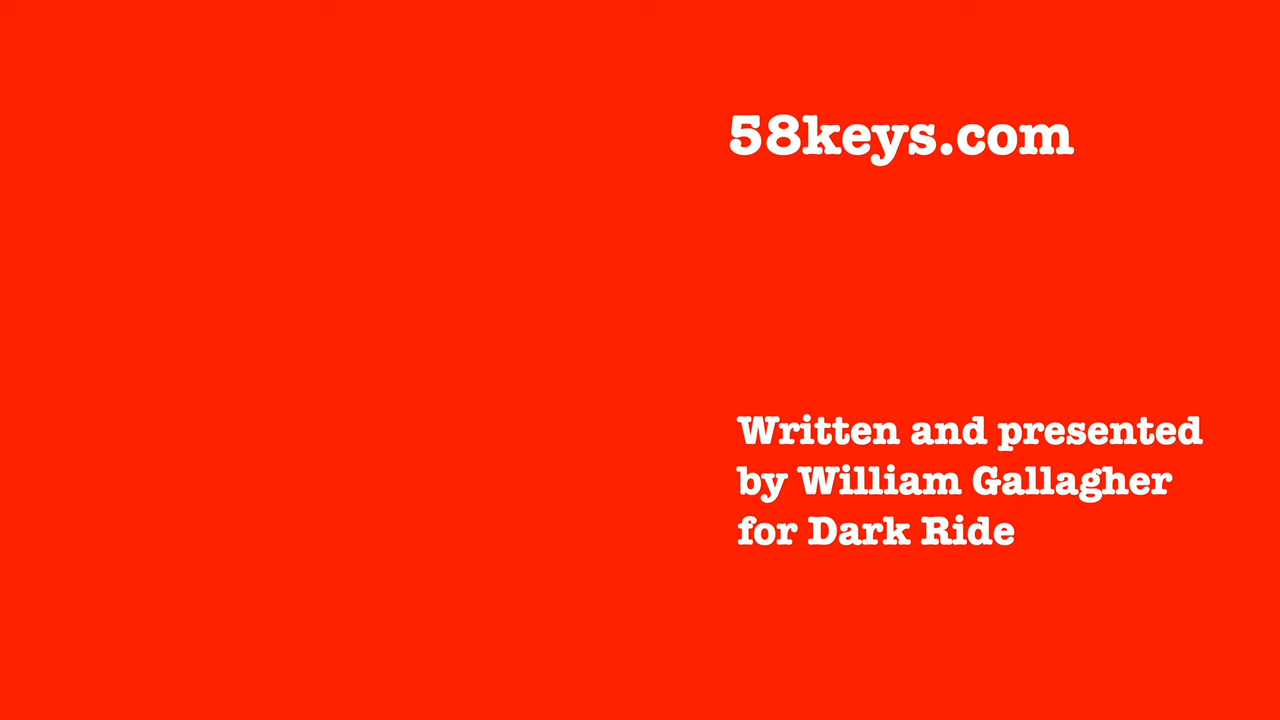 58keys.com
Written and presented
by William Gallagher
for Dark Ride